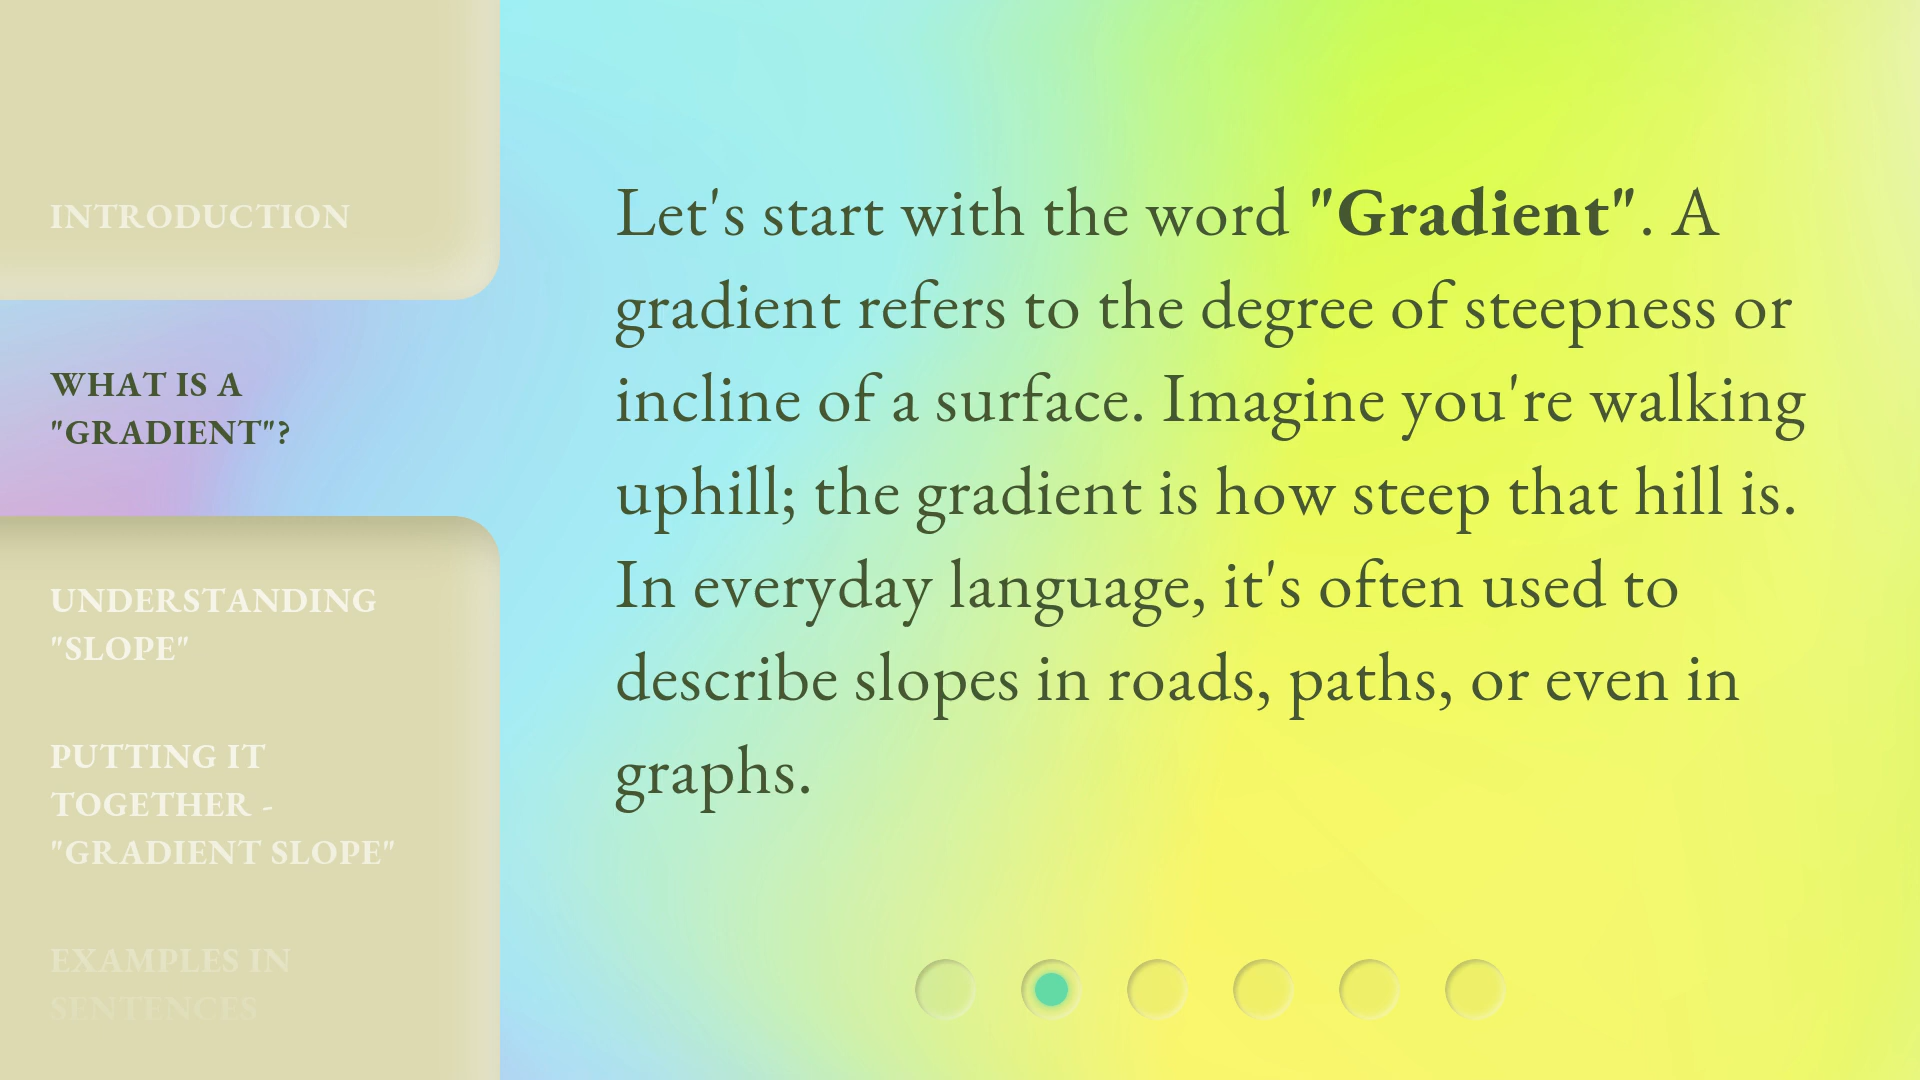 INTRODUCTION
WHAT IS A
"GRADIENT"?
UNDERSTANDING
"SLOPE"
PUTTING IT
TOGETHER -
"GRADIENT SLOPE"
EXAMPLES IN
SENTENCES
Let's start with the word "Gradient". A
gradient refers to the degree of steepness or
incline of a surface. Imagine you're walking
uphill; the gradient is how steep that hill is.
In everyday language, it's often used to
describe slopes in roads, paths, or even in
graphs.